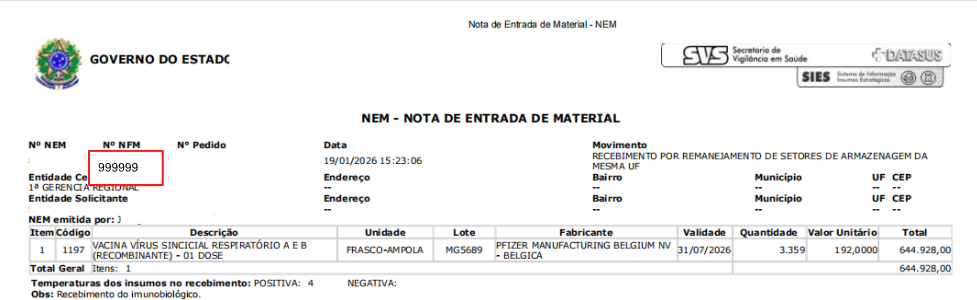 Nota de Entrada de Material - NEM
GOVERNO DO ESTADO
SVS Secretaria de Vigilância em Saúde DATASUS
SIES Sistema de Informação Insumos Estratégicos
NEM - NOTA DE ENTRADA DE MATERIAL
Nº NEM Nº NFM Nº Pedido Data Movimento
999999 19/01/2026 15:23:06 RECEBIMENTO POR REMANEJAMENTO DE SETORES DE ARMAZENAGEM DA
MESMA UF
Entidade Ce Endereço Bairro Município UF CEP
1ª GERENCIA REGIONAL -- -- -- -- --
Entidade Solicitante Endereço Bairro Município UF CEP
-- -- -- -- --
NEM emitida por:
Item Código Descrição Unidade Lote Fabricante Validade Quantidade Valor Unitário Total
1 1197 VACINA VÍRUS SINCICIAL RESPIRATÓRIO A E B (RECOMBINANTE) - 01 DOSE FRASCO-AMPOLA MG5689 PFIZER MANUFACTURING BELGIUM NV - BELGICA 31/07/2026 3.359 192,0000 644.928,00
Total Geral Itens: 1 644.928,00
Temperaturas dos insumos no recebimento: POSITIVA: 4 NEGATIVA:
Obs: Recebimento do imunobiológico.